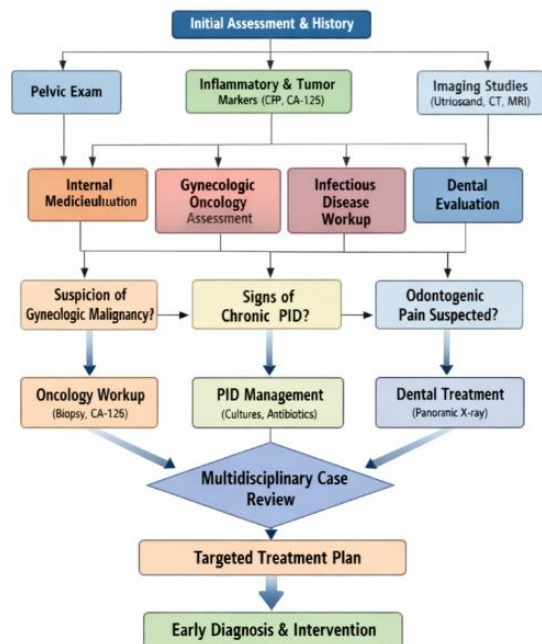 Initial Assessment & History
Pelvic Exam
Inflammatory & Tumor
Markers (CFP, CA-125)
Imaging Studies
(Utriosand, CT, MRI)
Internal
Medicieuluation
Gynecologic
Oncology
Assessment
Infectious
Disease
Workup
Dental
Evaluation
Suspicion of
Gyneologic Malignancy?
Signs of
Chronic PID?
Odontogenic
Pain Suspected?
Oncology Workup
(Biopsy, CA-126)
PID Management
(Cultures, Antibiotics)
Dental Treatment
(Panoranic X-ray)
Multidisciplinary Case
Review
Targeted Treatment Plan
Early Diagnosis & Intervention